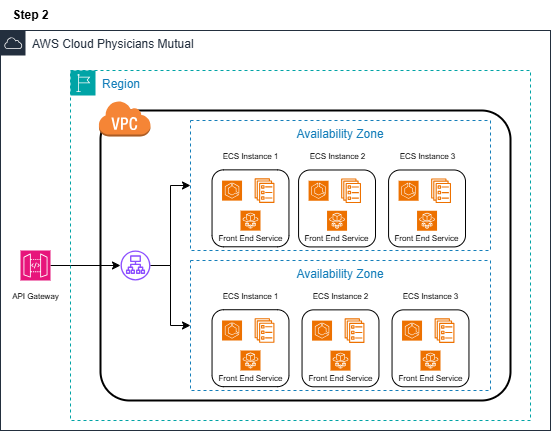 Step 2
AWS Cloud Physicians Mutual
Region
VPC
Availability Zone
ECS Instance 1
ECS Instance 2
ECS Instance 3
Front End Service
Front End Service
Front End Service
API Gateway
Availability Zone
ECS Instance 1
ECS Instance 2
ECS Instance 3
Front End Service
Front End Service
Front End Service